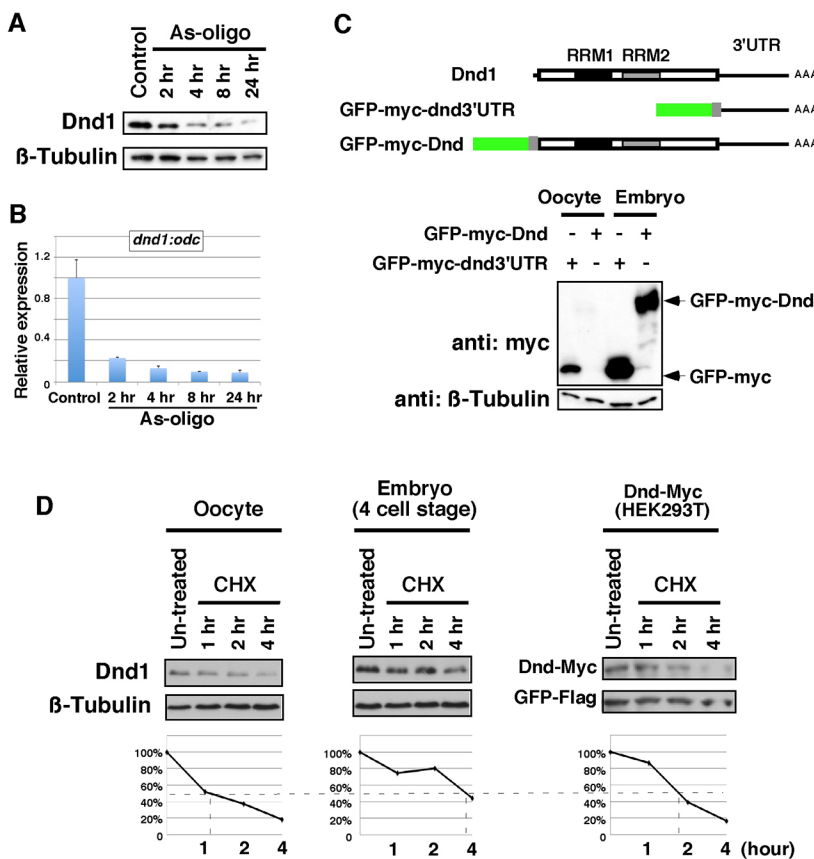 A
As-oligo
Control
2 hr
4 hr
8 hr
24 hr
Dnd1
ß-Tubulin
B
dnd1:odc
Relative expression
1.2
0.8
0.4
0
Control 2 hr 4 hr 8 hr 24 hr
As-oligo
C
RRM1 RRM2 3'UTR
Dnd1 AAA
GFP-myc-dnd3'UTR AAA
GFP-myc-Dnd AAA
Oocyte Embryo
GFP-myc-Dnd - + - +
GFP-myc-dnd3'UTR + - + -
anti: myc
GFP-myc-Dnd
GFP-myc
anti: ß-Tubulin
D
Oocyte
Un-treated
CHX
1 hr
2 hr
4 hr
Embryo
(4 cell stage)
Un-treated
CHX
1 hr
2 hr
4 hr
Dnd-Myc
(HEK293T)
Un-treated
CHX
1 hr
2 hr
4 hr
Dnd1
ß-Tubulin
Dnd-Myc
GFP-Flag
100%
80%
60%
40%
20%
0
1 2 4
100%
80%
60%
40%
20%
0
1 2 4
100%
80%
60%
40%
20%
0
1 2 4 (hour)